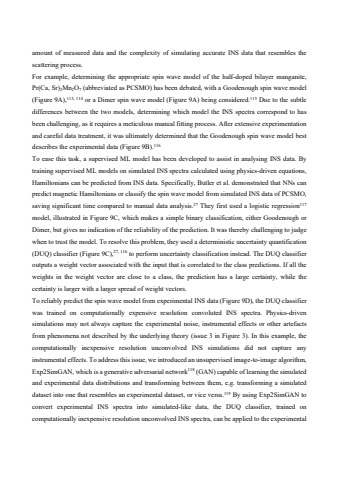 amount of measured data and the complexity of simulating accurate INS data that resembles the
scattering process.
For example, determining the appropriate spin wave model of the half-doped bilayer manganite,
Pr(Ca, Sr)₂Mn₂O₇ (abbreviated as PCSMO) has been debated, with a Goodenough spin wave model
(Figure 9A),¹¹³, ¹¹⁴ or a Dimer spin wave model (Figure 9A) being considered.¹¹⁵ Due to the subtle
differences between the two models, determining which model the INS spectra correspond to has
been challenging, as it requires a meticulous manual fitting process. After extensive experimentation
and careful data treatment, it was ultimately determined that the Goodenough spin wave model best
describes the experimental data (Figure 9B).¹¹⁶
To ease this task, a supervised ML model has been developed to assist in analysing INS data. By
training supervised ML models on simulated INS spectra calculated using physics-driven equations,
Hamiltonians can be predicted from INS data. Specifically, Butler et al. demonstrated that NNs can
predict magnetic Hamiltonians or classify the spin wave model from simulated INS data of PCSMO,
saving significant time compared to manual data analysis.²⁷ They first used a logistic regression¹¹⁷
model, illustrated in Figure 9C, which makes a simple binary classification, either Goodenough or
Dimer, but gives no indication of the reliability of the prediction. It was thereby challenging to judge
when to trust the model. To resolve this problem, they used a deterministic uncertainty quantification
(DUQ) classifier (Figure 9C),²⁷, ¹¹⁶ to perform uncertainty classification instead. The DUQ classifier
outputs a weight vector associated with the input that is correlated to the class predictions. If all the
weights in the weight vector are close to a class, the prediction has a large certainty, while the
certainty is larger with a larger spread of weight vectors.
To reliably predict the spin wave model from experimental INS data (Figure 9D), the DUQ classifier
was trained on computationally expensive resolution convoluted INS spectra. Physics-driven
simulations may not always capture the experimental noise, instrumental effects or other artefacts
from phenomena not described by the underlying theory (issue 3 in Figure 3). In this example, the
computationally inexpensive resolution unconvolved INS simulations did not capture any
instrumental effects. To address this issue, we introduced an unsupervised image-to-image algorithm,
Exp2SimGAN, which is a generative adversarial network¹¹⁸ (GAN) capable of learning the simulated
and experimental data distributions and transforming between them, e.g. transforming a simulated
dataset into one that resembles an experimental dataset, or vice versa.¹¹⁹ By using Exp2SimGAN to
convert experimental INS spectra into simulated-like data, the DUQ classifier, trained on
computationally inexpensive resolution unconvolved INS spectra, can be applied to the experimental